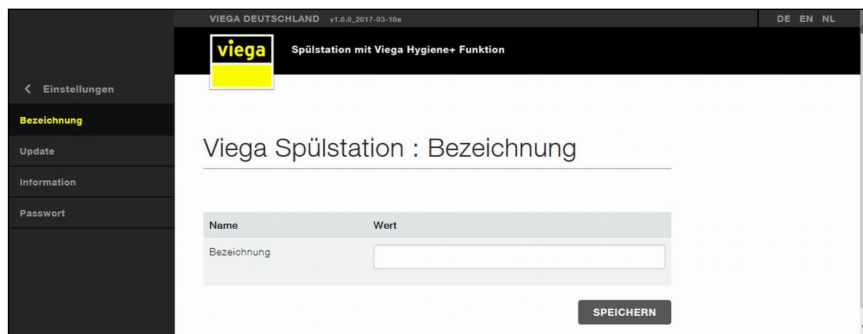 VIEGA DEUTSCHLAND v1.0.0_2017-03-10a DE EN NL
viega Spülstation mit Viega Hygiene+ Funktion
< Einstellungen
Bezeichnung
Update
Information
Passwort
Viega Spülstation : Bezeichnung
Name Wert
Bezeichnung
SPEICHERN